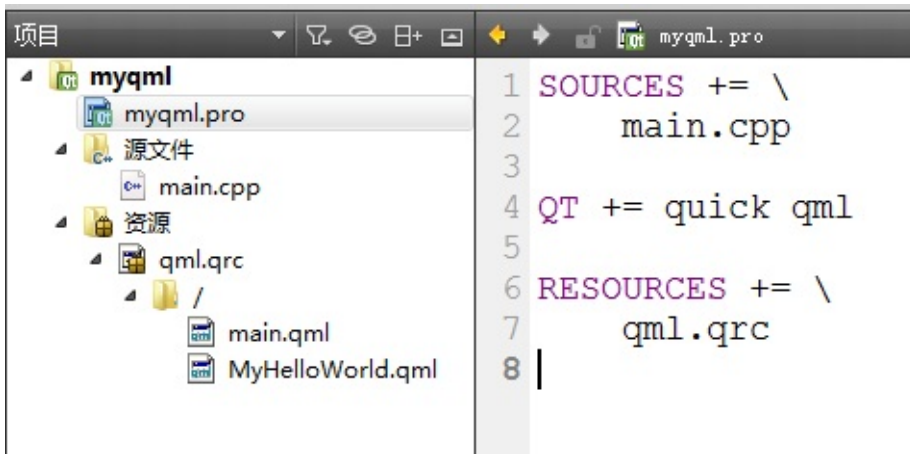 项目
myqml
myqml.pro
源文件
main.cpp
资源
qml.qrc
/
main.qml
MyHelloWorld.qml
myqml.pro
1 SOURCES += \
2 main.cpp
3
4 QT += quick qml
5
6 RESOURCES += \
7 qml.qrc
8